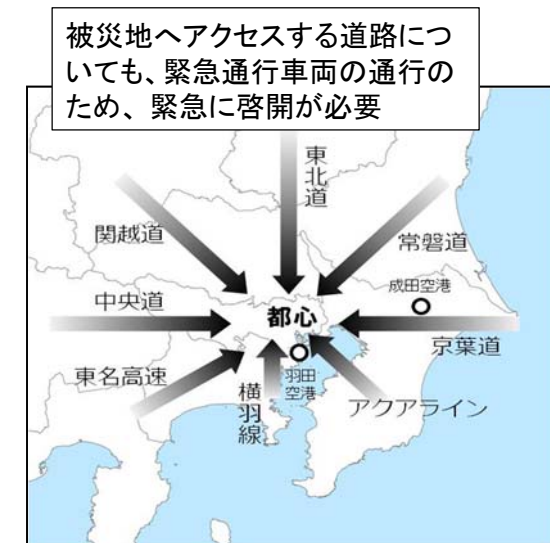 被災地へアクセスする道路につ
いても、緊急通行車両の通行の
ため、緊急に啓開が必要
東北道
関越道
常磐道
成田空港
中央道
都心
京葉道
東名高速
羽田
空港
横羽線
アクアライン